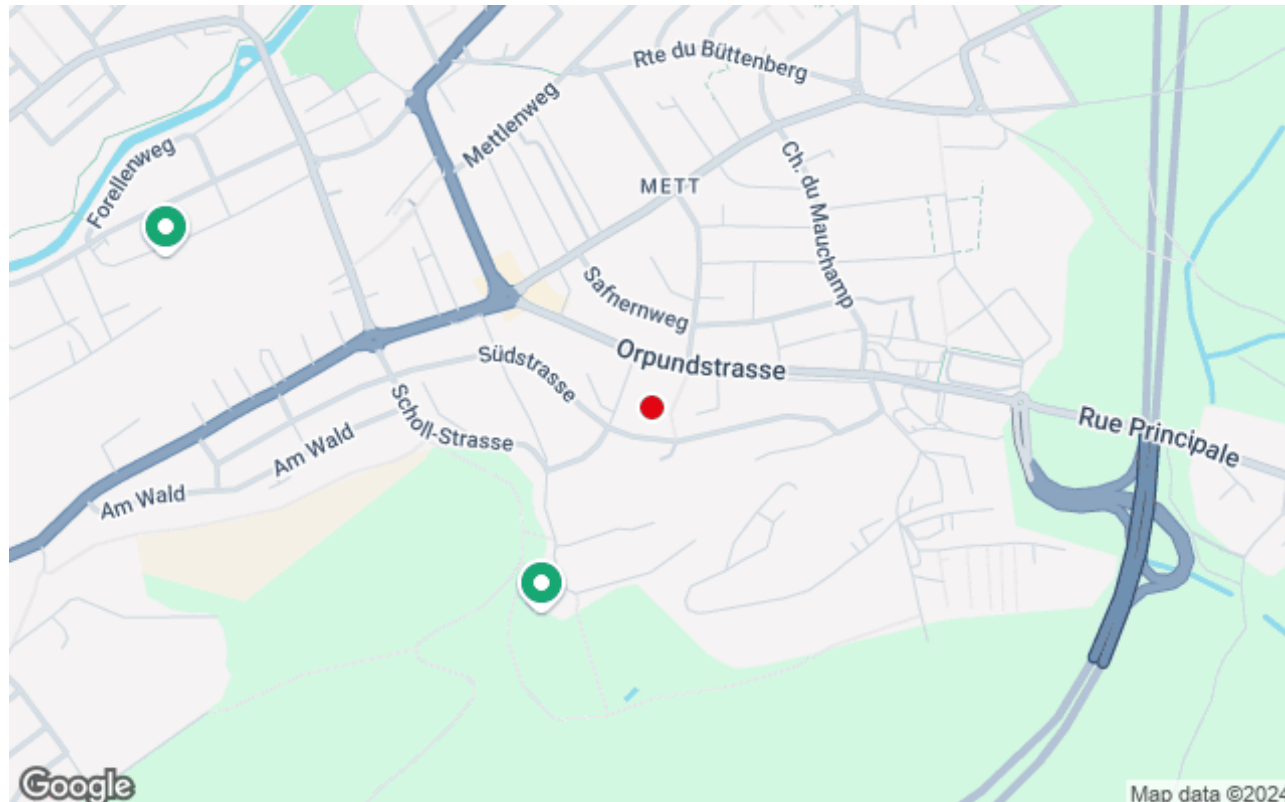 Rte du Büttenberg
Mettlenweg
Forellenweg
METT
Ch. du Mauchamp
Safnernweg
Orpundstrasse
Südstrasse
Scholl-Strasse
Rue Principale
Am Wald
Am Wald
Google
Map data ©2024